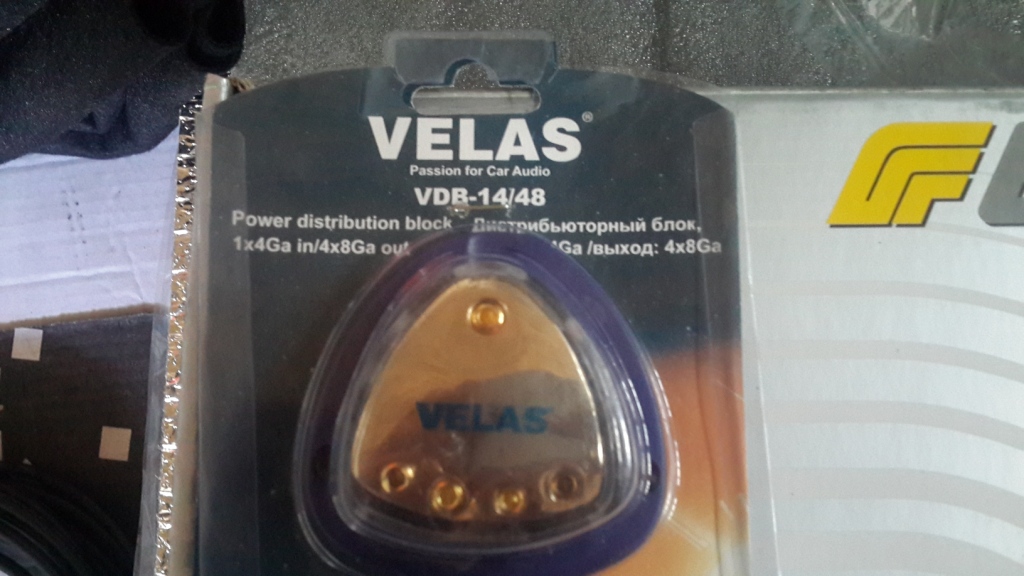 VELAS®
Passion for Car Audio
VDB-14/48
Power distribution block Дистрибьюторный блок,
1x4Ga in/4x8Ga out /выход: 4x8Ga
VELAS